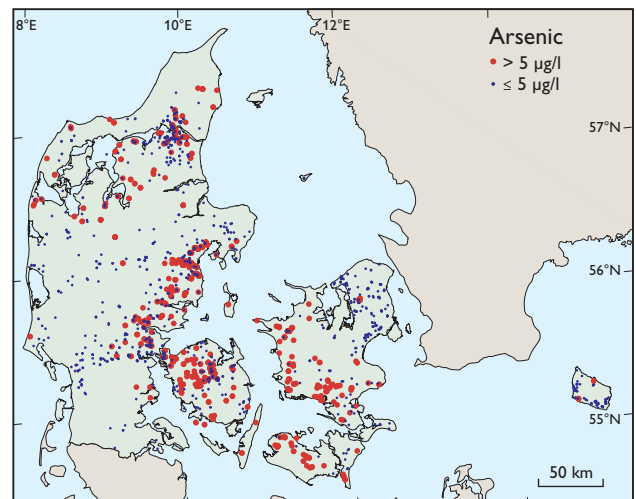 8°E 10°E 12°E
Arsenic
> 5 µg/l
≤ 5 µg/l
57°N
56°N
55°N
50 km